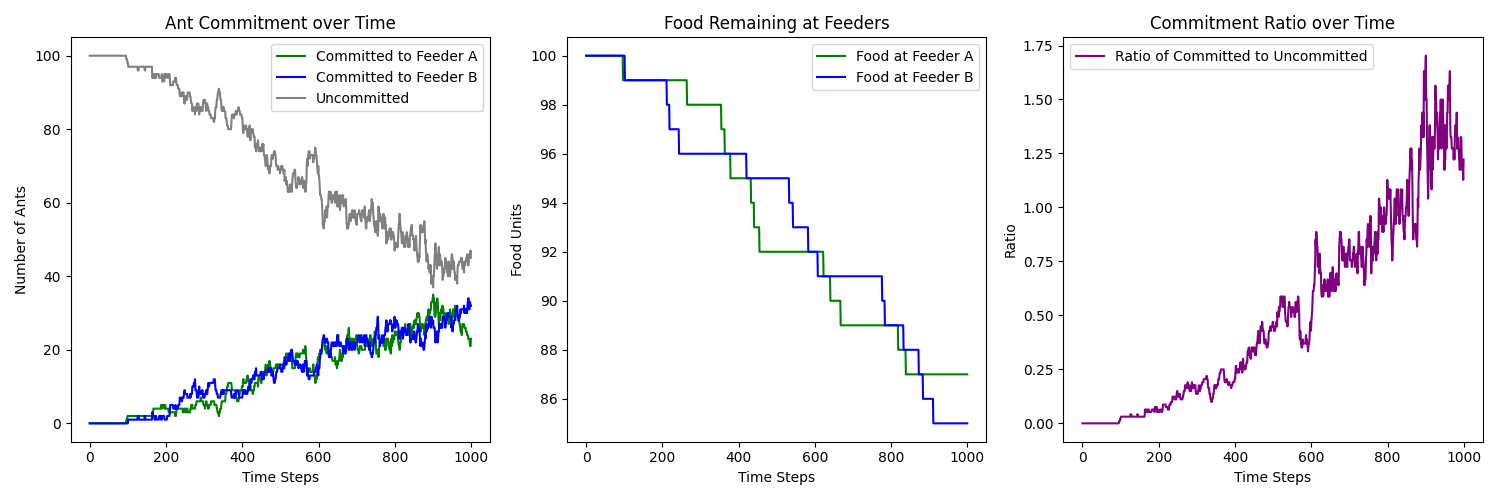 Ant Commitment over Time
Committed to Feeder A
Committed to Feeder B
Uncommitted
100
80
60
40
20
0
Number of Ants
0 200 400 600 800 1000
Time Steps
Food Remaining at Feeders
Food at Feeder A
Food at Feeder B
100
98
96
94
92
90
88
86
Food Units
0 200 400 600 800 1000
Time Steps
Commitment Ratio over Time
Ratio of Committed to Uncommitted
1.75
1.50
1.25
1.00
0.75
0.50
0.25
0.00
Ratio
0 200 400 600 800 1000
Time Steps